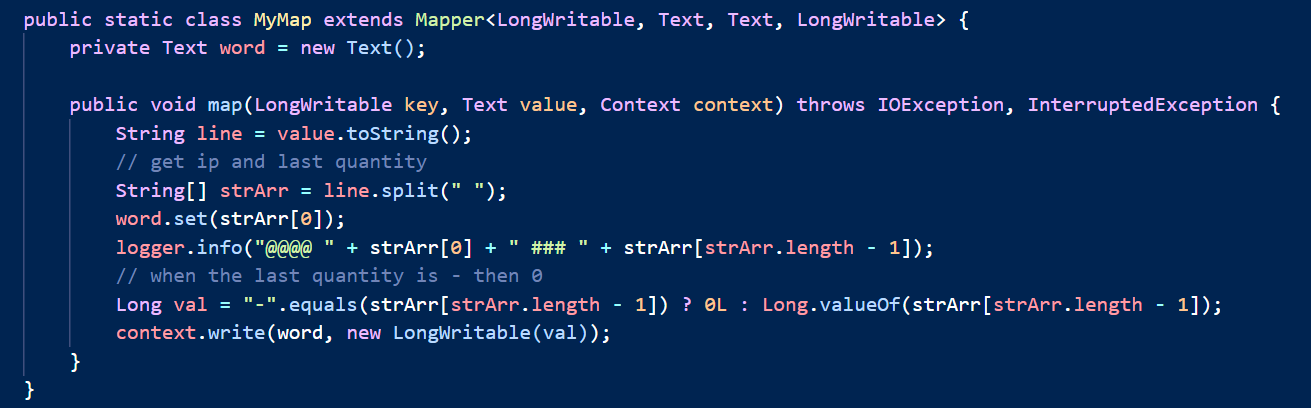 public static class MyMap extends Mapper<LongWritable, Text, Text, LongWritable> {
    private Text word = new Text();

    public void map(LongWritable key, Text value, Context context) throws IOException, InterruptedException {
        String line = value.toString();
        // get ip and last quantity
        String[] strArr = line.split(" ");
        word.set(strArr[0]);
        logger.info("@@@@ " + strArr[0] + " ### " + strArr[strArr.length - 1]);
        // when the last quantity is - then 0
        Long val = "-".equals(strArr[strArr.length - 1]) ? 0L : Long.valueOf(strArr[strArr.length - 1]);
        context.write(word, new LongWritable(val));
    }
}